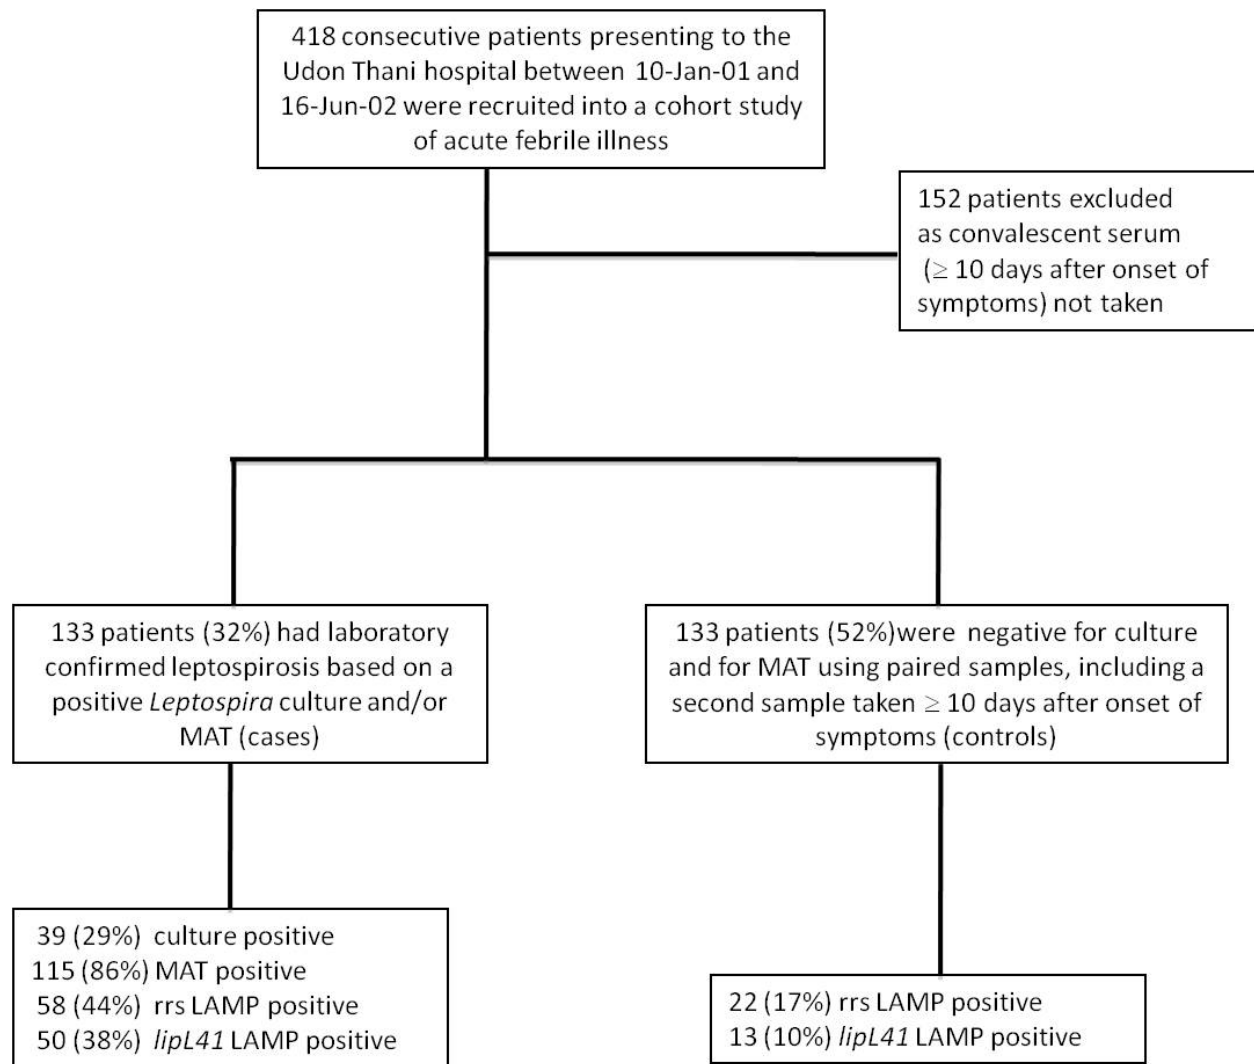 418 consecutive patients presenting to the
Udon Thani hospital between 10-Jan-01 and
16-Jun-02 were recruited into a cohort study
of acute febrile illness
152 patients excluded
as convalescent serum
(≥ 10 days after onset of
symptoms) not taken
133 patients (32%) had laboratory
confirmed leptospirosis based on a
positive Leptospira culture and/or
MAT (cases)
133 patients (52%)were negative for culture
and for MAT using paired samples, including a
second sample taken ≥ 10 days after onset of
symptoms (controls)
39 (29%) culture positive
115 (86%) MAT positive
58 (44%) rrs LAMP positive
50 (38%) lipL41 LAMP positive
22 (17%) rrs LAMP positive
13 (10%) lipL41 LAMP positive